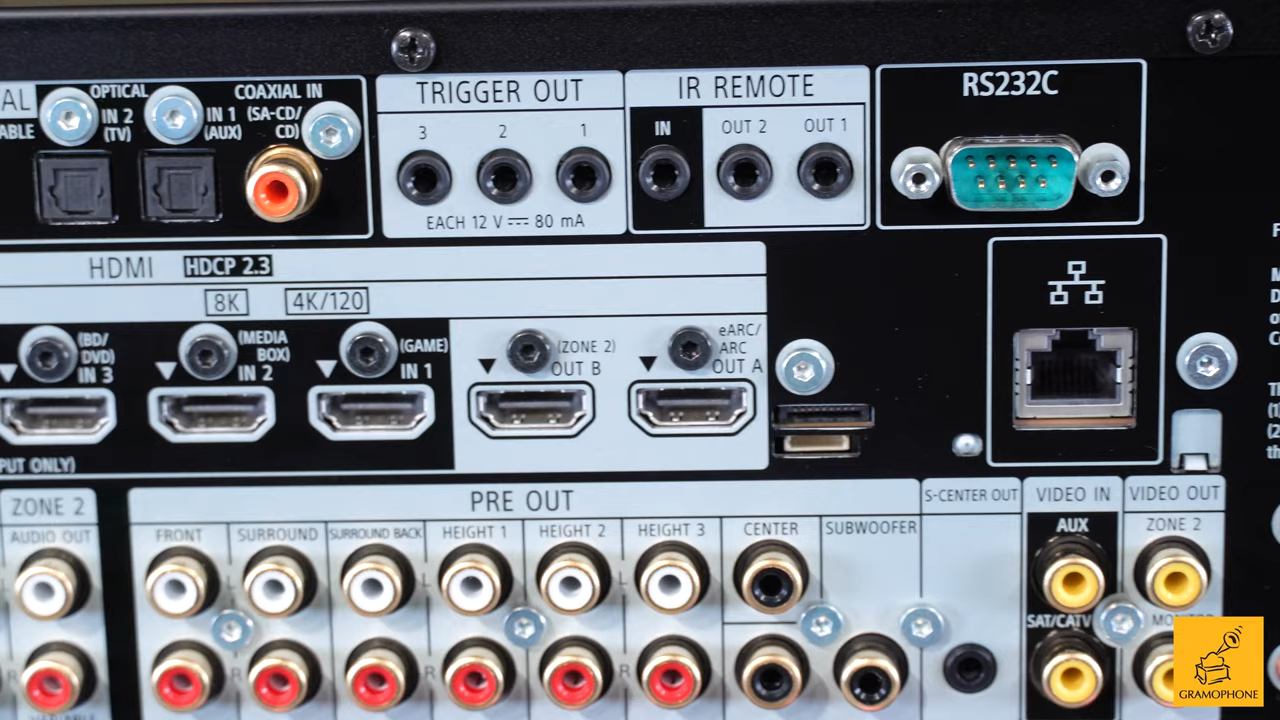 AL
ABLE
OPTICAL
IN 2
(TV)
IN 1
(AUX)
COAXIAL IN
(SA-CD/
CD)
TRIGGER OUT
3 2 1
EACH 12 V ⎓ 80 mA
IR REMOTE
IN OUT 2 OUT 1
RS232C
HDMI HDCP 2.3
8K 4K/120
(BD/
DVD)
IN 3
(MEDIA
BOX)
IN 2
(GAME)
IN 1
(ZONE 2)
OUT B
eARC/
ARC
OUT A
PUT ONLY)
ZONE 2
AUDIO OUT
PRE OUT
FRONT SURROUND SURROUND BACK HEIGHT 1 HEIGHT 2 HEIGHT 3 CENTER SUBWOOFER
S-CENTER OUT
VIDEO IN
AUX
SAT/CATV
VIDEO OUT
ZONE 2
GRAMOPHONE